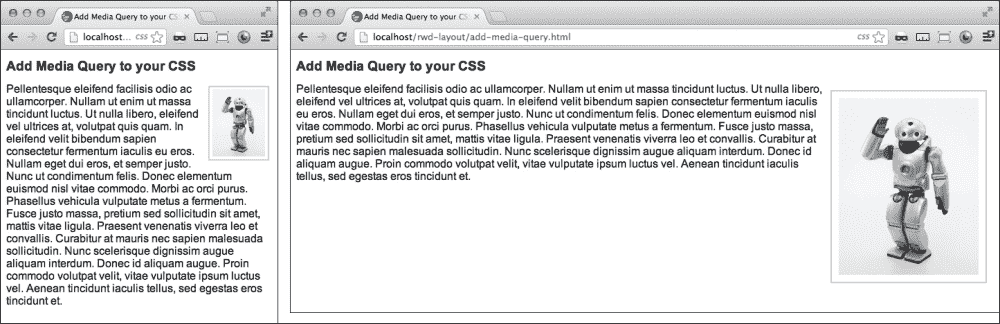 Add Media Query to your CSS
localhost... CSS
Add Media Query to your CSS
Pellentesque eleifend facilisis odio ac
ullamcorper. Nullam ut enim ut massa
tincidunt luctus. Ut nulla libero, eleifend
vel ultrices at, volutpat quis quam. In
eleifend velit bibendum sapien
consectetur fermentum iaculis eu eros.
Nullam eget dui eros, et semper justo.
Nunc ut condimentum felis. Donec elementum
euismod nisl vitae commodo. Morbi ac orci purus.
Phasellus vehicula vulputate metus a fermentum.
Fusce justo massa, pretium sed sollicitudin sit amet,
mattis vitae ligula. Praesent venenatis viverra leo et
convallis. Curabitur at mauris nec sapien malesuada
sollicitudin. Nunc scelerisque dignissim augue
aliquam interdum. Donec id aliquam augue. Proin
commodo volutpat velit, vitae vulputate ipsum luctus
vel. Aenean tincidunt iaculis tellus, sed egestas eros
tincidunt et.
Add Media Query to your CSS
localhost/rwd-layout/add-media-query.html CSS
Add Media Query to your CSS
Pellentesque eleifend facilisis odio ac ullamcorper. Nullam ut enim ut massa tincidunt luctus. Ut nulla libero,
eleifend vel ultrices at, volutpat quis quam. In eleifend velit bibendum sapien consectetur fermentum iaculis
eu eros. Nullam eget dui eros, et semper justo. Nunc ut condimentum felis. Donec elementum euismod nisl
vitae commodo. Morbi ac orci purus. Phasellus vehicula vulputate metus a fermentum. Fusce justo massa,
pretium sed sollicitudin sit amet, mattis vitae ligula. Praesent venenatis viverra leo et convallis. Curabitur at
mauris nec sapien malesuada sollicitudin. Nunc scelerisque dignissim augue aliquam interdum. Donec id
aliquam augue. Proin commodo volutpat velit, vitae vulputate ipsum luctus vel. Aenean tincidunt iaculis
tellus, sed egestas eros tincidunt et.